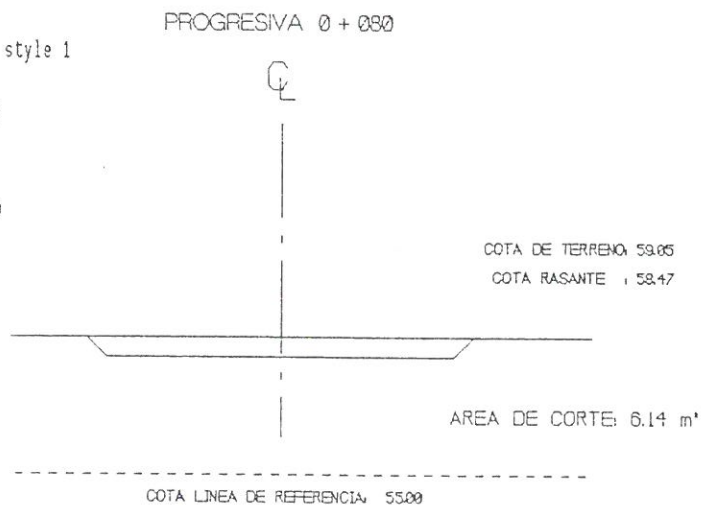 PROGRESIVA 0+080
style 1
CL
COTA DE TERRENO: 59.05
COTA RASANTE : 58.47
AREA DE CORTE: 6.14 m²
COTA LINEA DE REFERENCIA: 55.00